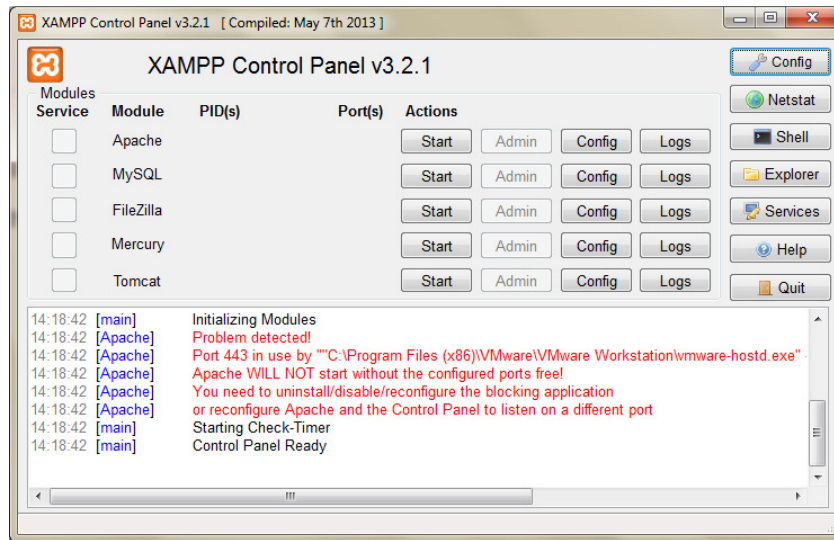 XAMPP Control Panel v3.2.1 [ Compiled: May 7th 2013 ]
XAMPP Control Panel v3.2.1
Config
Modules
Service Module PID(s) Port(s) Actions
Netstat
Apache Start Admin Config Logs
Shell
MySQL Start Admin Config Logs
Explorer
FileZilla Start Admin Config Logs
Services
Mercury Start Admin Config Logs
Help
Tomcat Start Admin Config Logs
Quit
14:18:42 [main] Initializing Modules
14:18:42 [Apache] Problem detected!
14:18:42 [Apache] Port 443 in use by ""C:\Program Files (x86)\VMware\VMware Workstation\vmware-hostd.exe" -
14:18:42 [Apache] Apache WILL NOT start without the configured ports free!
14:18:42 [Apache] You need to uninstall/disable/reconfigure the blocking application
14:18:42 [Apache] or reconfigure Apache and the Control Panel to listen on a different port
14:18:42 [main] Starting Check-Timer
14:18:42 [main] Control Panel Ready